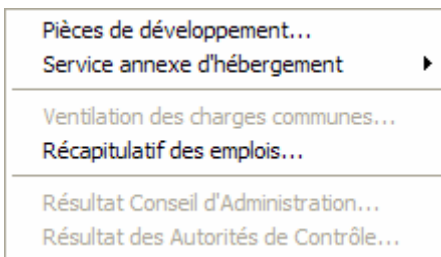 Pièces de développement...
Service annexe d'hébergement
Ventilation des charges communes...
Récapitulatif des emplois...
Résultat Conseil d'Administration...
Résultat des Autorités de Contrôle...